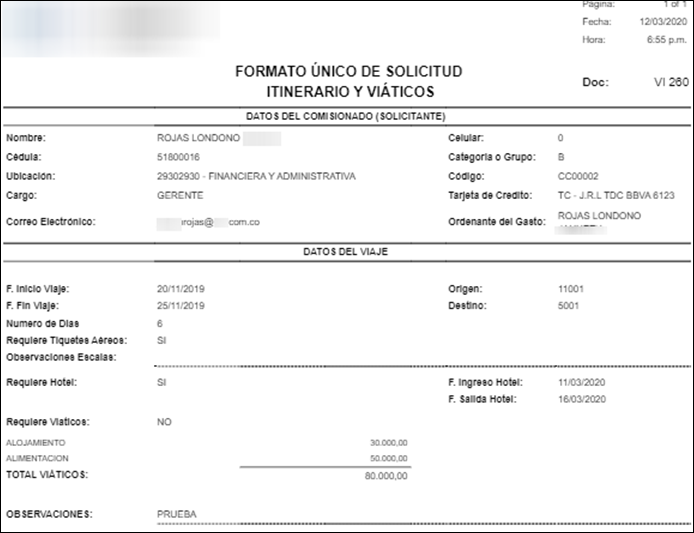 Pagina: 1 of 1
Fecha: 12/03/2020
Hora: 6:55 p.m.
FORMATO ÚNICO DE SOLICITUD
ITINERARIO Y VIÁTICOS
Doc: VI 260
DATOS DEL COMISIONADO (SOLICITANTE)
Nombre: ROJAS LONDONO Celular: 0
Cédula: 51800016 Categoria o Grupo: B
Ubicación: 29302930 - FINANCIERA Y ADMINISTRATIVA Código: CC00002
Cargo: GERENTE Tarjeta de Credito: TC - J.R.L TDC BBVA 6123
Correo Electrónico: rojas@ com.co Ordenante del Gasto: ROJAS LONDONO
DATOS DEL VIAJE
F. Inicio Viaje: 20/11/2019 Origen: 11001
F. Fin Viaje: 25/11/2019 Destino: 5001
Numero de Dias 6
Requiere Tiquetes Aéreos: SI
Observaciones Escalas:
Requiere Hotel: SI F. Ingreso Hotel: 11/03/2020
F. Salida Hotel: 16/03/2020
Requiere Viaticos: NO
ALOJAMIENTO 30.000,00
ALIMENTACION 50.000,00
TOTAL VIÁTICOS: 80.000,00
OBSERVACIONES: PRUEBA